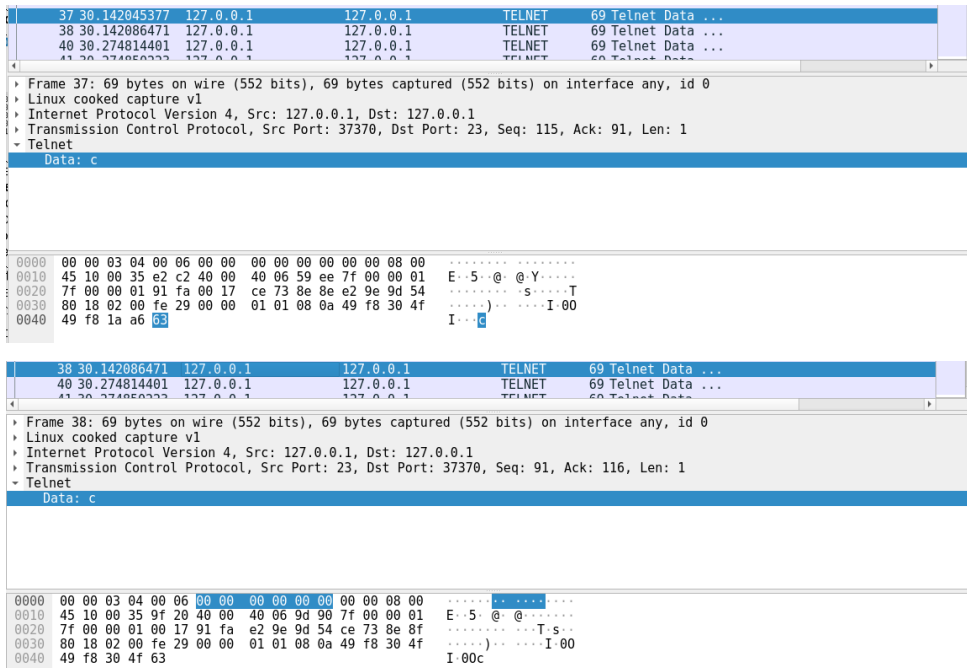 37 30.142045377 127.0.0.1 127.0.0.1 TELNET 69 Telnet Data ...
38 30.142086471 127.0.0.1 127.0.0.1 TELNET 69 Telnet Data ...
40 30.274814401 127.0.0.1 127.0.0.1 TELNET 69 Telnet Data ...
Frame 37: 69 bytes on wire (552 bits), 69 bytes captured (552 bits) on interface any, id 0
Linux cooked capture v1
Internet Protocol Version 4, Src: 127.0.0.1, Dst: 127.0.0.1
Transmission Control Protocol, Src Port: 37370, Dst Port: 23, Seq: 115, Ack: 91, Len: 1
Telnet
Data: c
0000 00 00 03 04 00 06 00 00 00 00 00 00 00 00 08 00 ········ ········
0010 45 10 00 35 e2 c2 40 00 40 06 59 ee 7f 00 00 01 E··5··@· @·Y·····
0020 7f 00 00 01 91 fa 00 17 ce 73 8e 8e e2 9e 9d 54 ········ ·s·····T
0030 80 18 02 00 fe 29 00 00 01 01 08 0a 49 f8 30 4f ·····)·· ····I·0O
0040 49 f8 1a a6 63 I···c
38 30.142086471 127.0.0.1 127.0.0.1 TELNET 69 Telnet Data ...
40 30.274814401 127.0.0.1 127.0.0.1 TELNET 69 Telnet Data ...
Frame 38: 69 bytes on wire (552 bits), 69 bytes captured (552 bits) on interface any, id 0
Linux cooked capture v1
Internet Protocol Version 4, Src: 127.0.0.1, Dst: 127.0.0.1
Transmission Control Protocol, Src Port: 23, Dst Port: 37370, Seq: 91, Ack: 116, Len: 1
Telnet
Data: c
0000 00 00 03 04 00 06 00 00 00 00 00 00 00 00 08 00 ········ ········
0010 45 10 00 35 9f 20 40 00 40 06 9d 90 7f 00 00 01 E··5· @· @·······
0020 7f 00 00 01 00 17 91 fa e2 9e 9d 54 ce 73 8e 8f ········ ···T·s··
0030 80 18 02 00 fe 29 00 00 01 01 08 0a 49 f8 30 4f ·····)·· ····I·0O
0040 49 f8 30 4f 63 I·0Oc